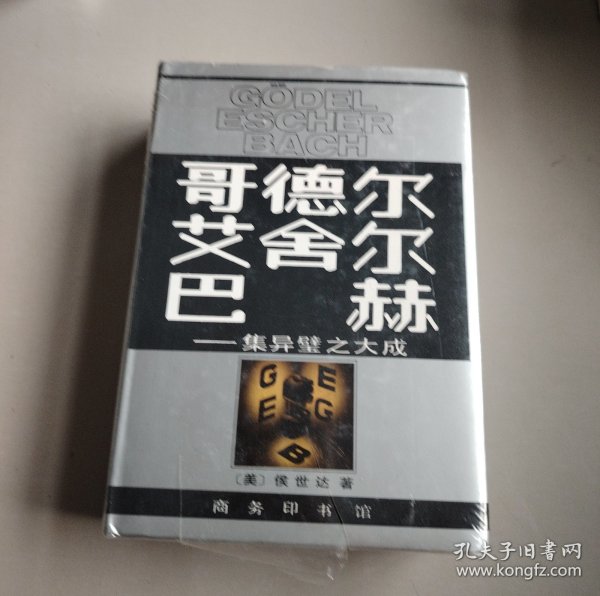 GÖDEL
ESCHER
BACH
哥德尔
艾舍尔
巴赫
——集异璧之大成
G E
E G
B
〔美〕侯世达 著
商务印书馆
孔夫子旧书网
www.kongfz.com